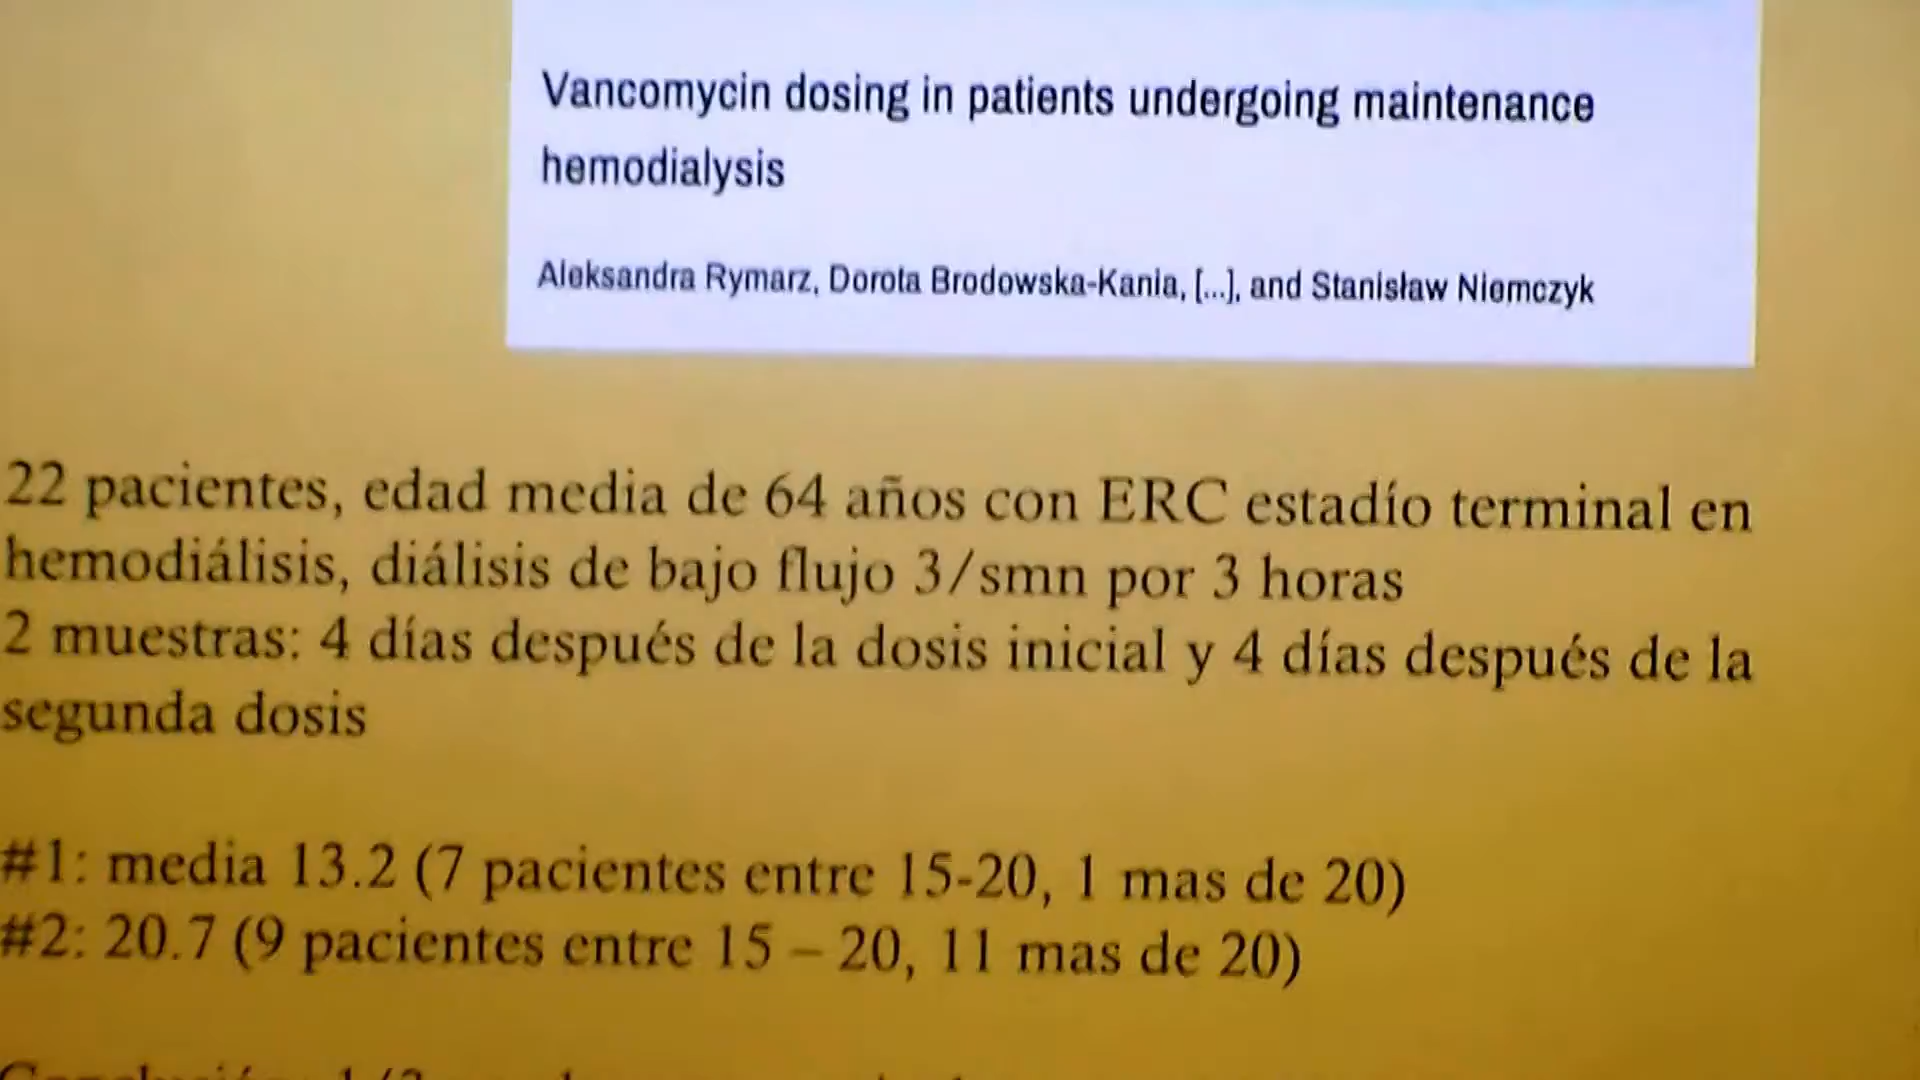 Vancomycin dosing in patients undergoing maintenance
hemodialysis
Aleksandra Rymarz, Dorota Brodowska-Kania, [...], and Stanisław Niemczyk
22 pacientes, edad media de 64 años con ERC estadío terminal en
hemodiálisis, diálisis de bajo flujo 3/smn por 3 horas
2 muestras: 4 días después de la dosis inicial y 4 días después de la
segunda dosis
#1: media 13.2 (7 pacientes entre 15-20, 1 mas de 20)
#2: 20.7 (9 pacientes entre 15 – 20, 11 mas de 20)